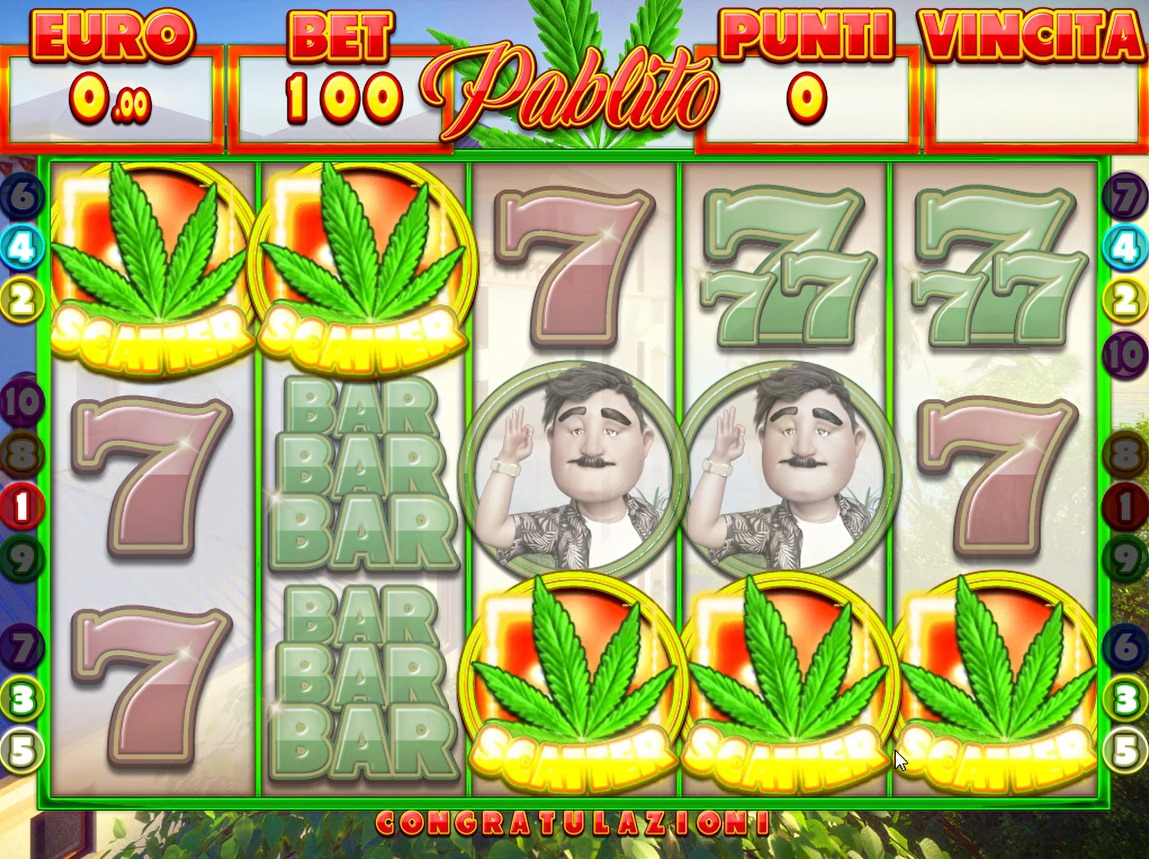 EURO BET Pablito PUNTI VINCITA
0.00 100 0
6 7
4 4
2 2
10
10
8 8
1 1
9 9
7 6
3 3
5 5
SCATTER SCATTER 7 777 777
7 BAR BAR BAR 7
7 BAR BAR BAR SCATTER SCATTER SCATTER
CONGRATULAZIONI